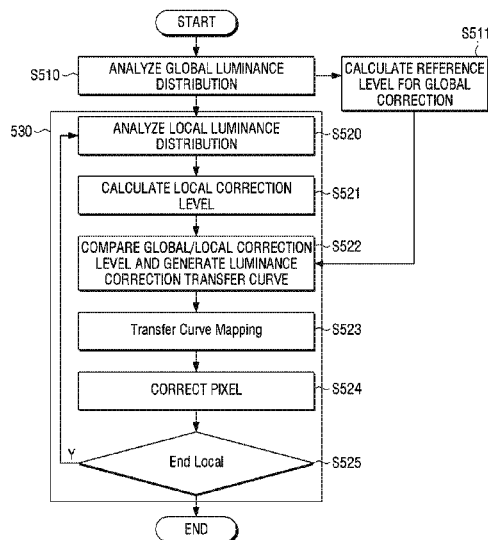 START
S510
ANALYZE GLOBAL LUMINANCE
DISTRIBUTION
S511
CALCULATE REFERENCE
LEVEL FOR GLOBAL
CORRECTION
530
ANALYZE LOCAL LUMINANCE
DISTRIBUTION
S520
CALCULATE LOCAL CORRECTION
LEVEL
S521
COMPARE GLOBAL/LOCAL CORRECTION
LEVEL AND GENERATE LUMINANCE
CORRECTION TRANSFER CURVE
S522
Transfer Curve Mapping
S523
CORRECT PIXEL
S524
Y
End Local
S525
END